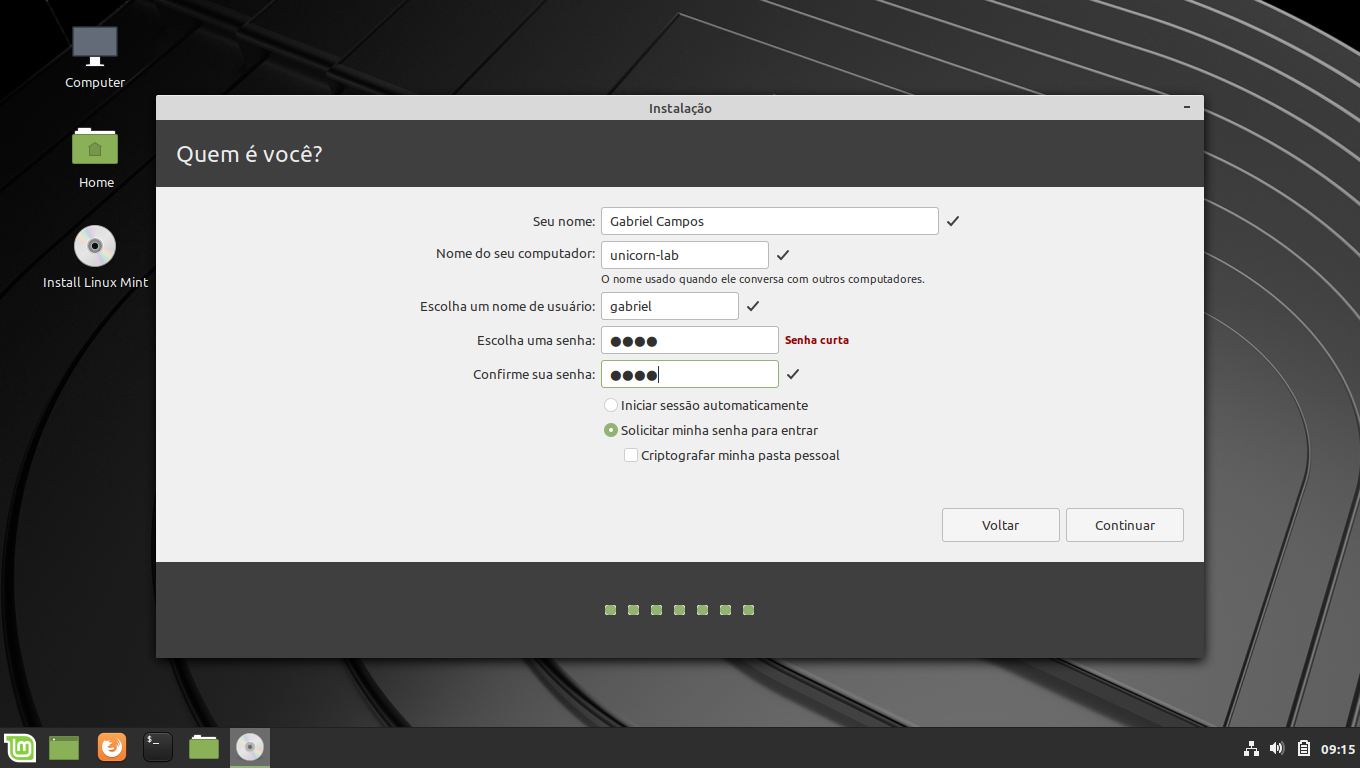 Computer
Home
Install Linux Mint
Instalação
Quem é você?
Seu nome: Gabriel Campos
Nome do seu computador: unicorn-lab
O nome usado quando ele conversa com outros computadores.
Escolha um nome de usuário: gabriel
Escolha uma senha: ●●●● Senha curta
Confirme sua senha: ●●●●
Iniciar sessão automaticamente
Solicitar minha senha para entrar
Criptografar minha pasta pessoal
Voltar Continuar
$_
09:15